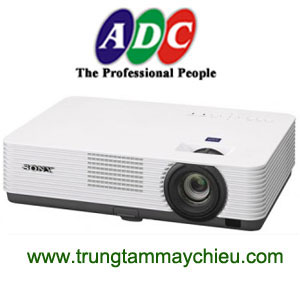 ADC
The Professional People
SONY
www.trungtammaychieu.com